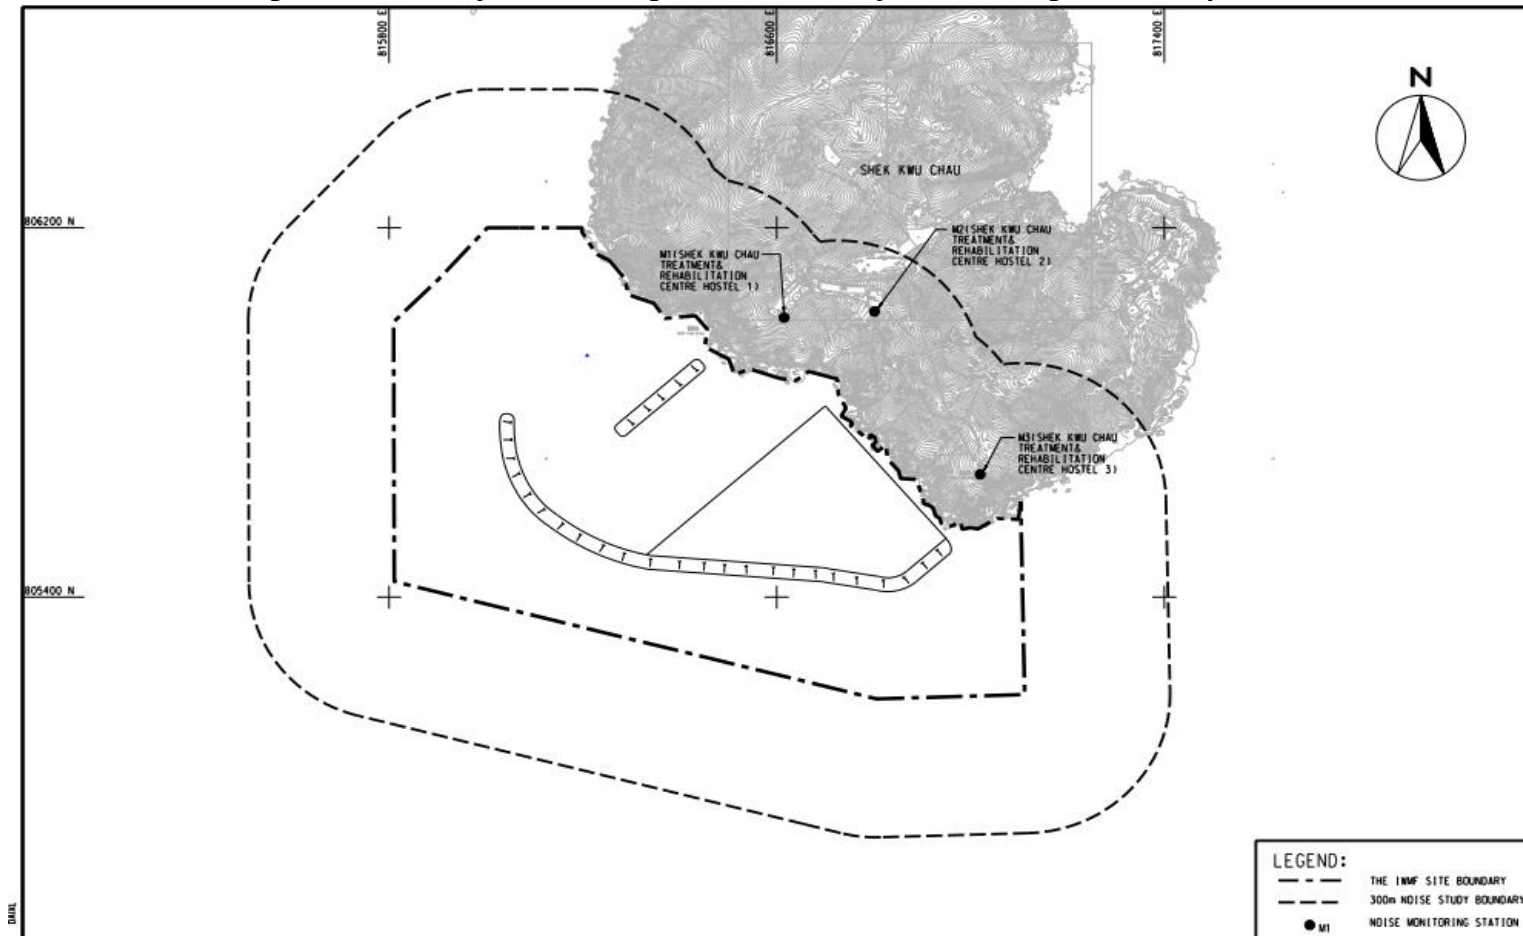 815800 E
816600 E
817400 E
N
SHEK KWU CHAU
806200 N
M2(SHEK KWU CHAU
TREATMENT&
REHABILITATION
CENTRE HOSTEL 2)
M1(SHEK KWU CHAU
TREATMENT&
REHABILITATION
CENTRE HOSTEL 1)
M3(SHEK KWU CHAU
TREATMENT&
REHABILITATION
CENTRE HOSTEL 3)
805400 N
LEGEND:
THE IWMF SITE BOUNDARY
300m NOISE STUDY BOUNDARY
M1
NOISE MONITORING STATION